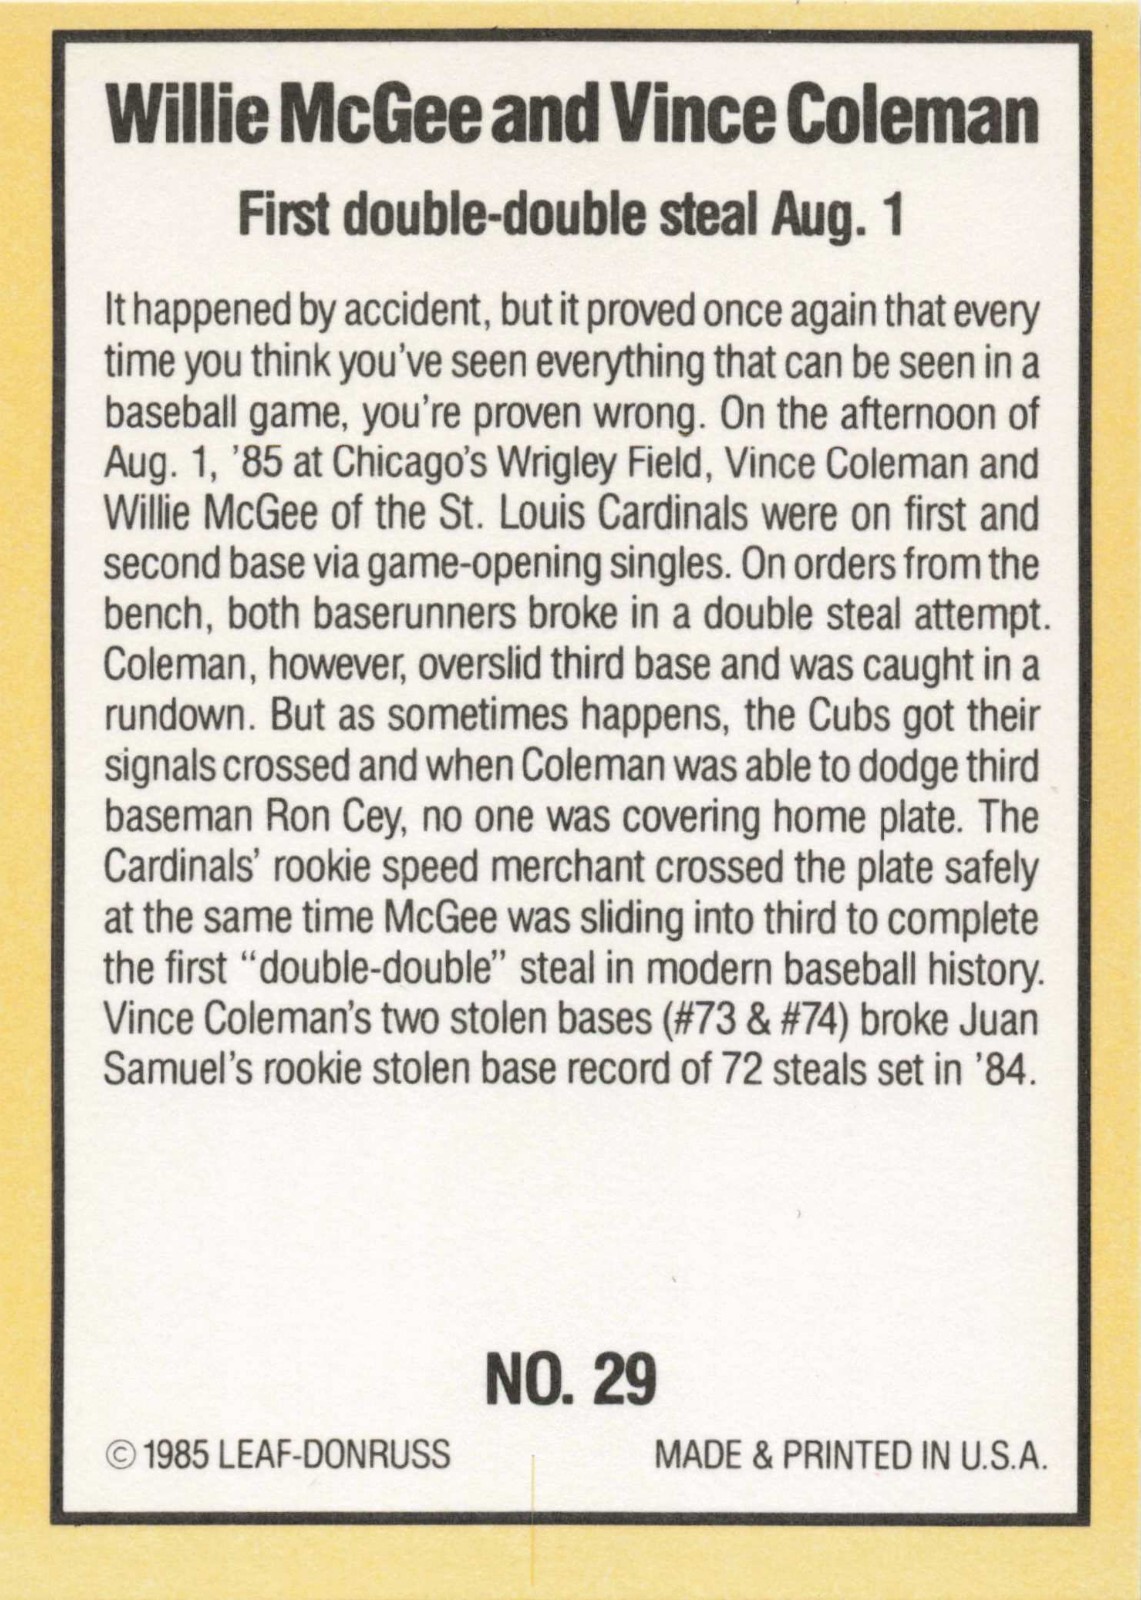 Willie McGee and Vince Coleman
First double-double steal Aug. 1
It happened by accident, but it proved once again that every
time you think you've seen everything that can be seen in a
baseball game, you're proven wrong. On the afternoon of
Aug. 1, '85 at Chicago's Wrigley Field, Vince Coleman and
Willie McGee of the St. Louis Cardinals were on first and
second base via game-opening singles. On orders from the
bench, both baserunners broke in a double steal attempt.
Coleman, however, overslid third base and was caught in a
rundown. But as sometimes happens, the Cubs got their
signals crossed and when Coleman was able to dodge third
baseman Ron Cey, no one was covering home plate. The
Cardinals' rookie speed merchant crossed the plate safely
at the same time McGee was sliding into third to complete
the first “double-double” steal in modern baseball history.
Vince Coleman's two stolen bases (#73 & #74) broke Juan
Samuel's rookie stolen base record of 72 steals set in '84.
NO. 29
© 1985 LEAF-DONRUSS MADE & PRINTED IN U.S.A.